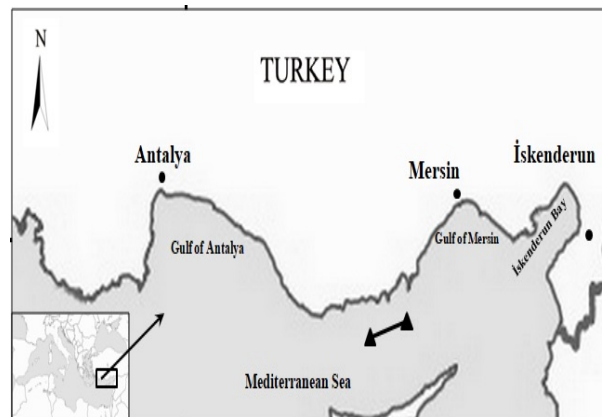 N
TURKEY
Antalya
Mersin
İskenderun
Gulf of Antalya
Gulf of Mersin
İskenderun Bay
Mediterranean Sea